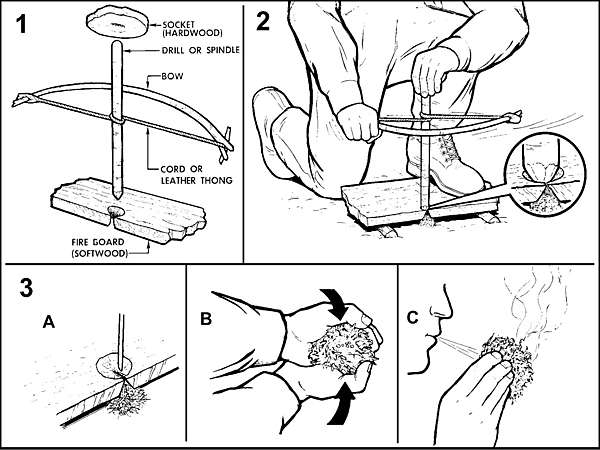 1
SOCKET
(HARDWOOD)
DRILL OR SPINDLE
BOW
CORD OR
LEATHER THONG
FIRE BOARD
(SOFTWOOD)
2
3
A
B
C